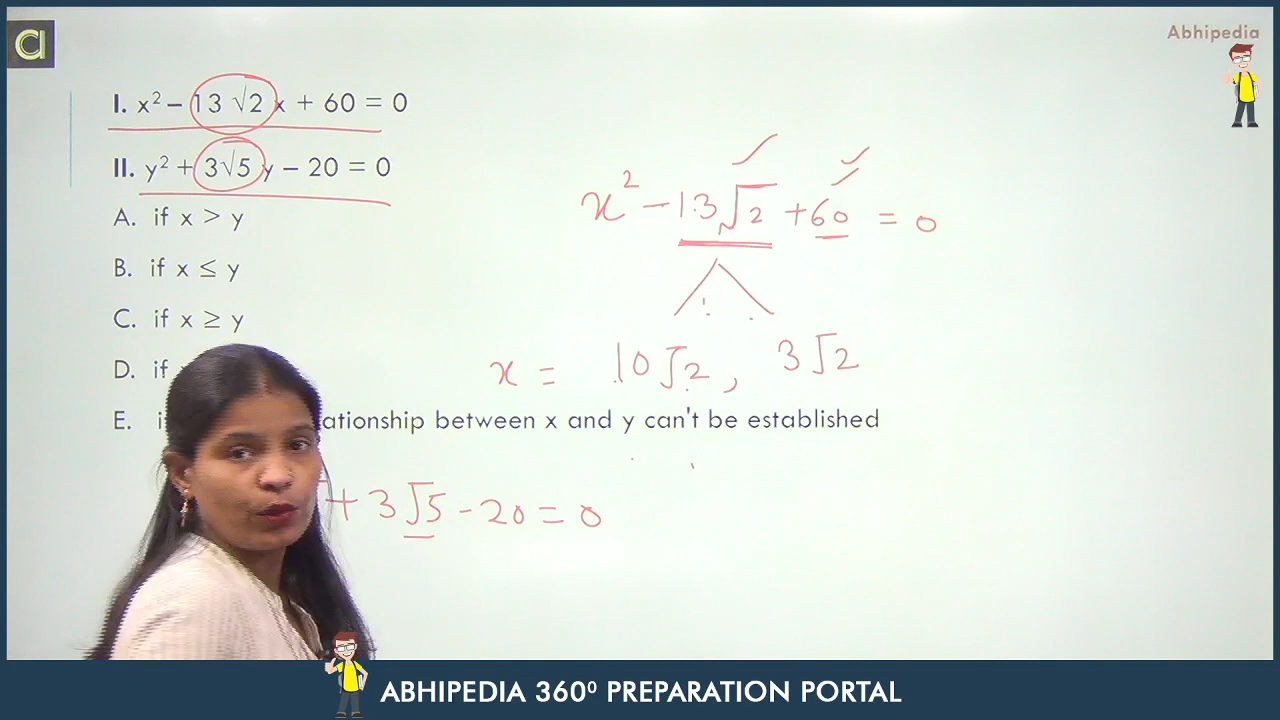 Abhipedia
I. x² – 13 √2 x + 60 = 0
II. y² + 3√5 y – 20 = 0
A. if x > y
B. if x ≤ y
C. if x ≥ y
D. if
E. ationship between x and y can't be established
x² – 13√2 + 60 = 0
x = 10√2, 3√2
+ 3√5 – 20 = 0
ABHIPEDIA 360⁰ PREPARATION PORTAL